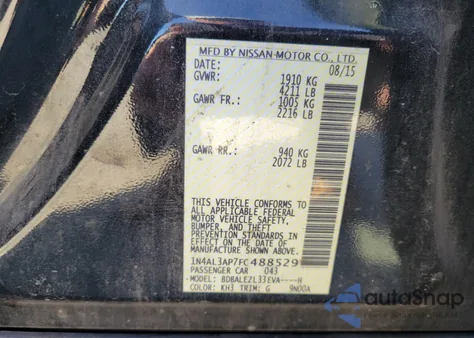 MFD BY NISSAN MOTOR CO., LTD.
DATE: 08/15
GVWR: 1910 KG
4211 LB
GAWR FR.: 1005 KG
2216 LB
GAWR RR.: 940 KG
2072 LB
THIS VEHICLE CONFORMS TO
ALL APPLICABLE FEDERAL
MOTOR VEHICLE SAFETY,
BUMPER, AND THEFT
PREVENTION STANDARDS
IN EFFECT ON THE DATE OF
MANUFACTURE SHOWN ABOVE.
1N4AL3AP7FC488529
PASSENGER CAR 043
MODEL: BDBALEZL33EVA----H
COLOR: KH3 TRIM: G 9N00A
autoSnap
www.autosnap